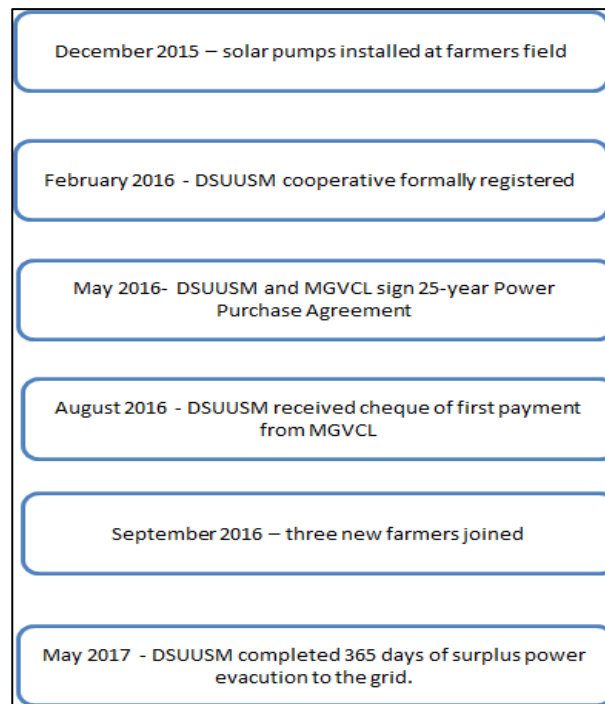 December 2015 – solar pumps installed at farmers field
February 2016 - DSUUSM cooperative formally registered
May 2016- DSUUSM and MGVCL sign 25-year Power
Purchase Agreement
August 2016 - DSUUSM received cheque of first payment
from MGVCL
September 2016 – three new farmers joined
May 2017 - DSUUSM completed 365 days of surplus power
evacution to the grid.